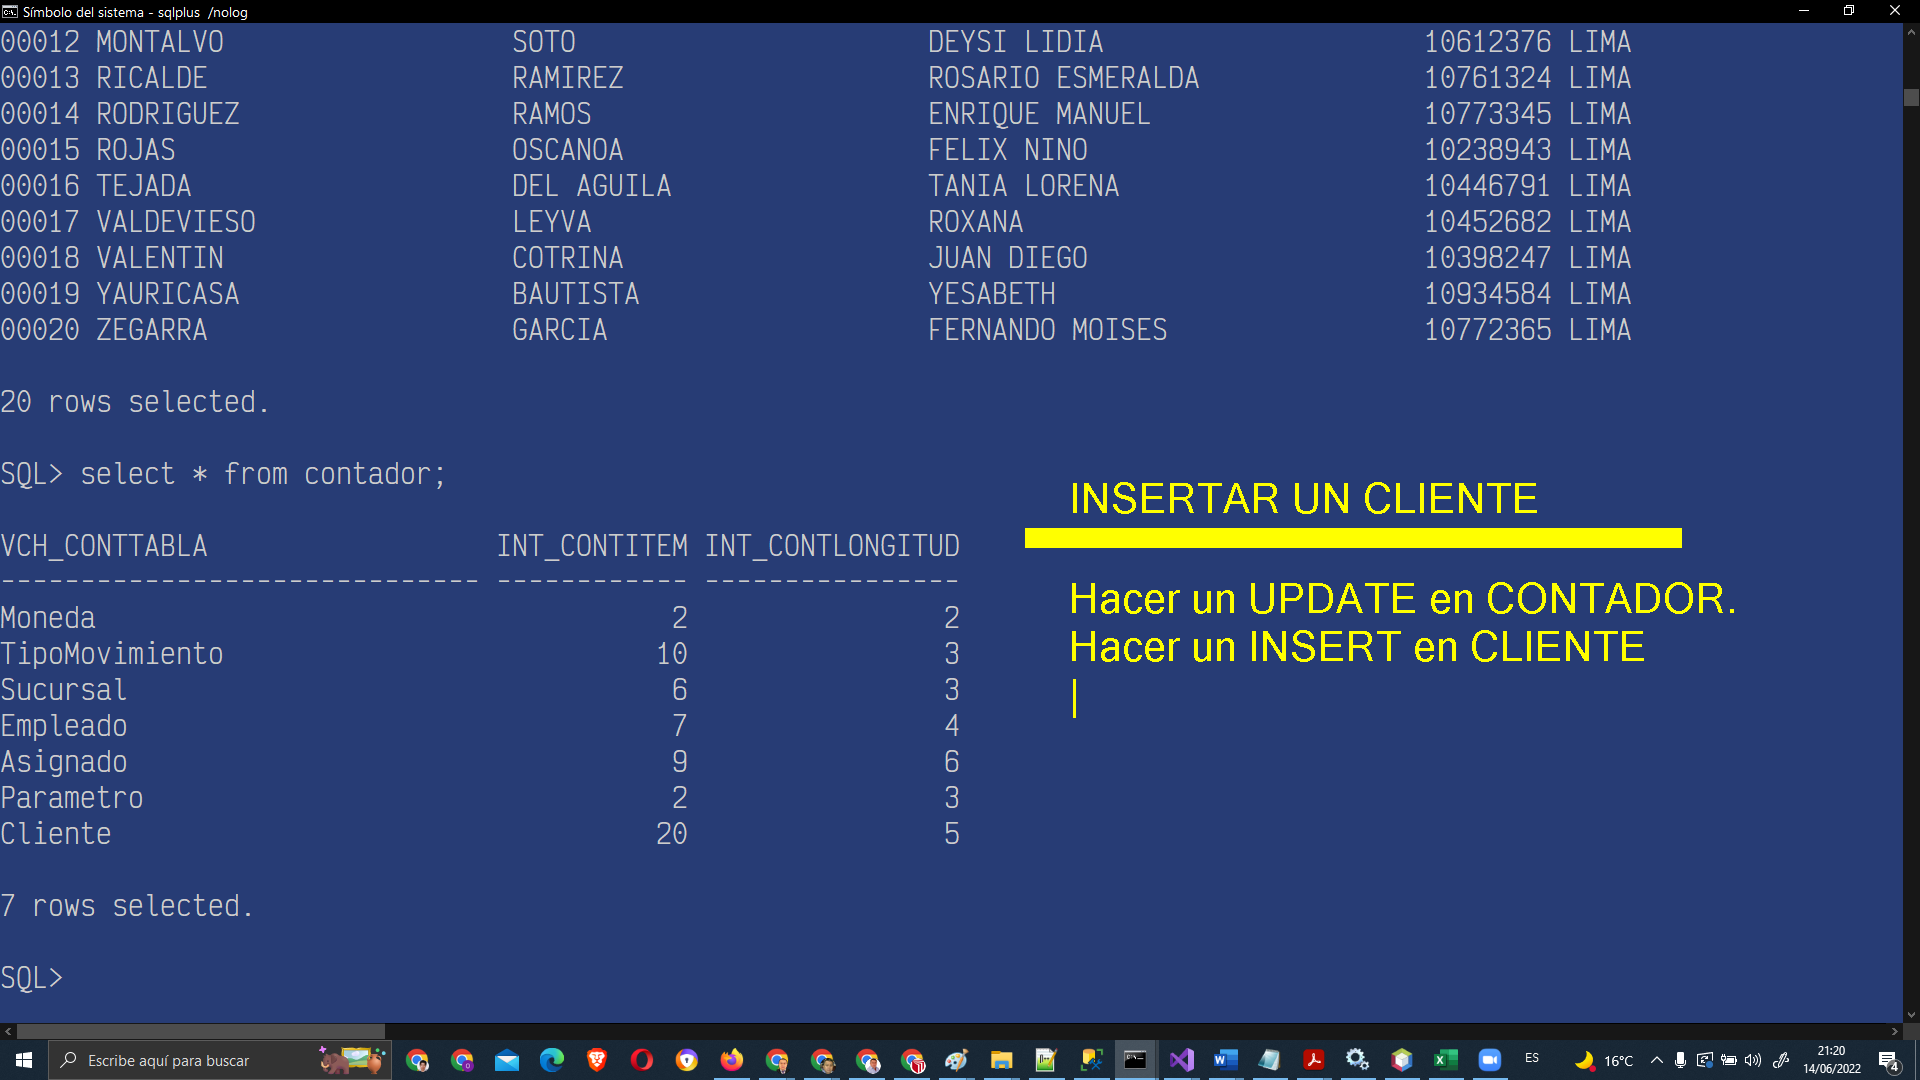 Símbolo del sistema - sqlplus /nolog
00012 MONTALVO SOTO DEYSI LIDIA 10612376 LIMA
00013 RICALDE RAMIREZ ROSARIO ESMERALDA 10761324 LIMA
00014 RODRIGUEZ RAMOS ENRIQUE MANUEL 10773345 LIMA
00015 ROJAS OSCANOA FELIX NINO 10238943 LIMA
00016 TEJADA DEL AGUILA TANIA LORENA 10446791 LIMA
00017 VALDEVIESO LEYVA ROXANA 10452682 LIMA
00018 VALENTIN COTRINA JUAN DIEGO 10398247 LIMA
00019 YAURICASA BAUTISTA YESABETH 10934584 LIMA
00020 ZEGARRA GARCIA FERNANDO MOISES 10772365 LIMA
20 rows selected.
SQL> select * from contador;
VCH_CONTTABLA INT_CONTITEM INT_CONTLONGITUD
------------------------------ ------------ ----------------
Moneda 2 2
TipoMovimiento 10 3
Sucursal 6 3
Empleado 7 4
Asignado 9 6
Parametro 2 3
Cliente 20 5
7 rows selected.
SQL>
INSERTAR UN CLIENTE
Hacer un UPDATE en CONTADOR.
Hacer un INSERT en CLIENTE
Escribe aquí para buscar
ES
16°C
21:20
14/06/2022
4